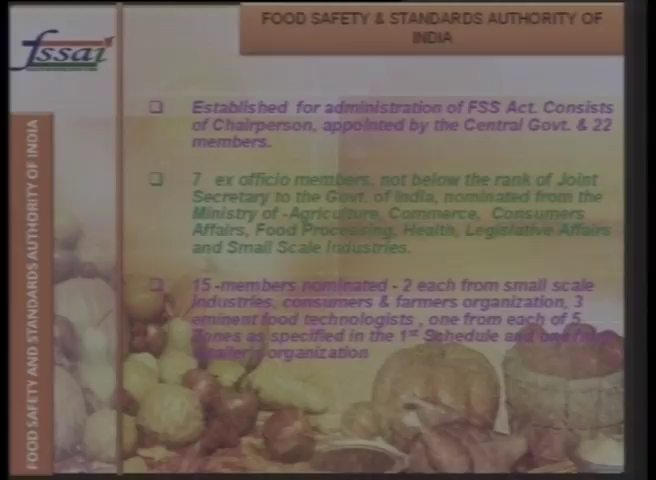 FOOD SAFETY & STANDARDS AUTHORITY OF
INDIA
fssai
FOOD SAFETY AND STANDARDS AUTHORITY OF INDIA
❑ Established for administration of FSS Act. Consists
of Chairperson, appointed by the Central Govt. & 22
members.
❑ 7 ex officio members, not below the rank of Joint
Secretary to the Govt. of India, nominated from the
Ministry of -Agriculture, Commerce, Consumers
Affairs, Food Processing, Health, Legislative Affairs
and Small Scale Industries.
❑ 15 -members nominated - 2 each from small scale
industries, consumers & farmers organization, 3
eminent food technologists , one from each of 5
Zones as specified in the 1st Schedule and one from
retailer's organization